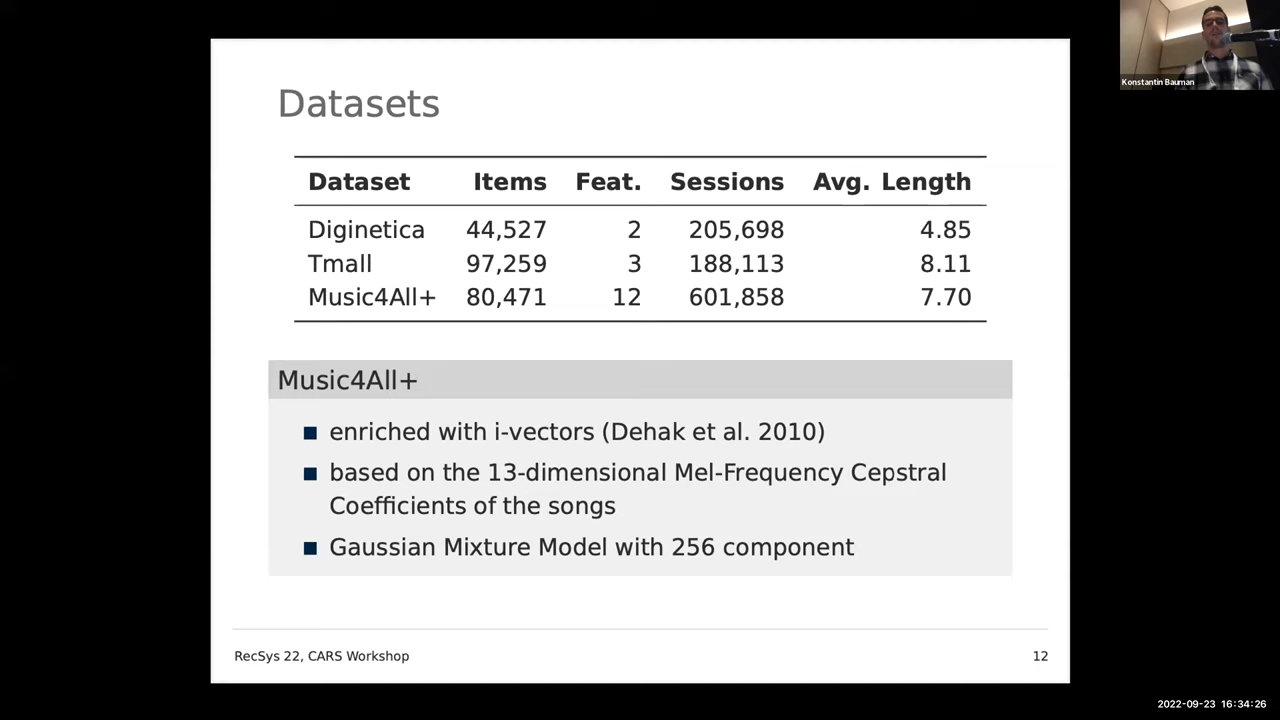 Konstantin Bauman
Datasets
Dataset Items Feat. Sessions Avg. Length
Diginetica 44,527 2 205,698 4.85
Tmall 97,259 3 188,113 8.11
Music4All+ 80,471 12 601,858 7.70
Music4All+
enriched with i-vectors (Dehak et al. 2010)
based on the 13-dimensional Mel-Frequency Cepstral
Coefficients of the songs
Gaussian Mixture Model with 256 component
RecSys 22, CARS Workshop 12
2022-09-23 16:34:26